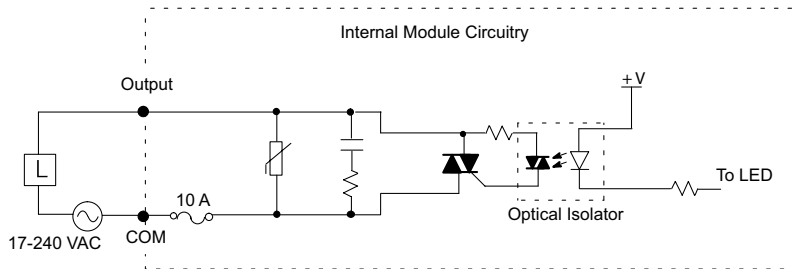 Internal Module Circuitry
Output
+V
L
10 A
To LED
Optical Isolator
COM
17-240 VAC